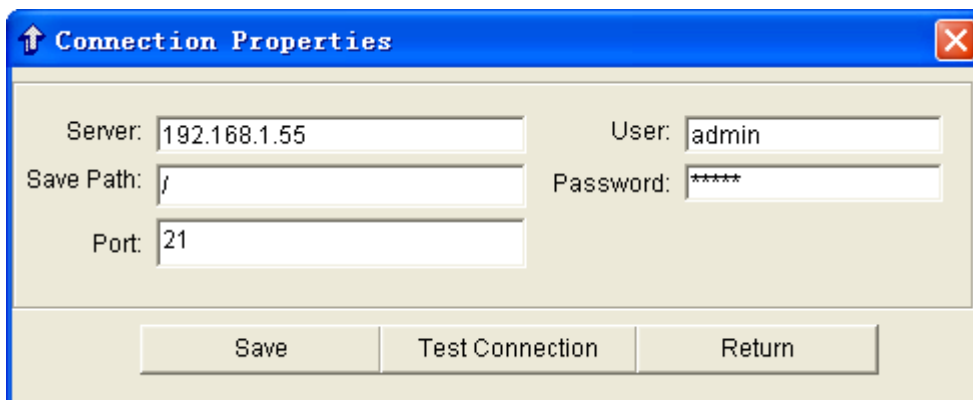 Connection Properties
Server: 192.168.1.55 User: admin
Save Path: / Password: *****
Port: 21
Save Test Connection Return